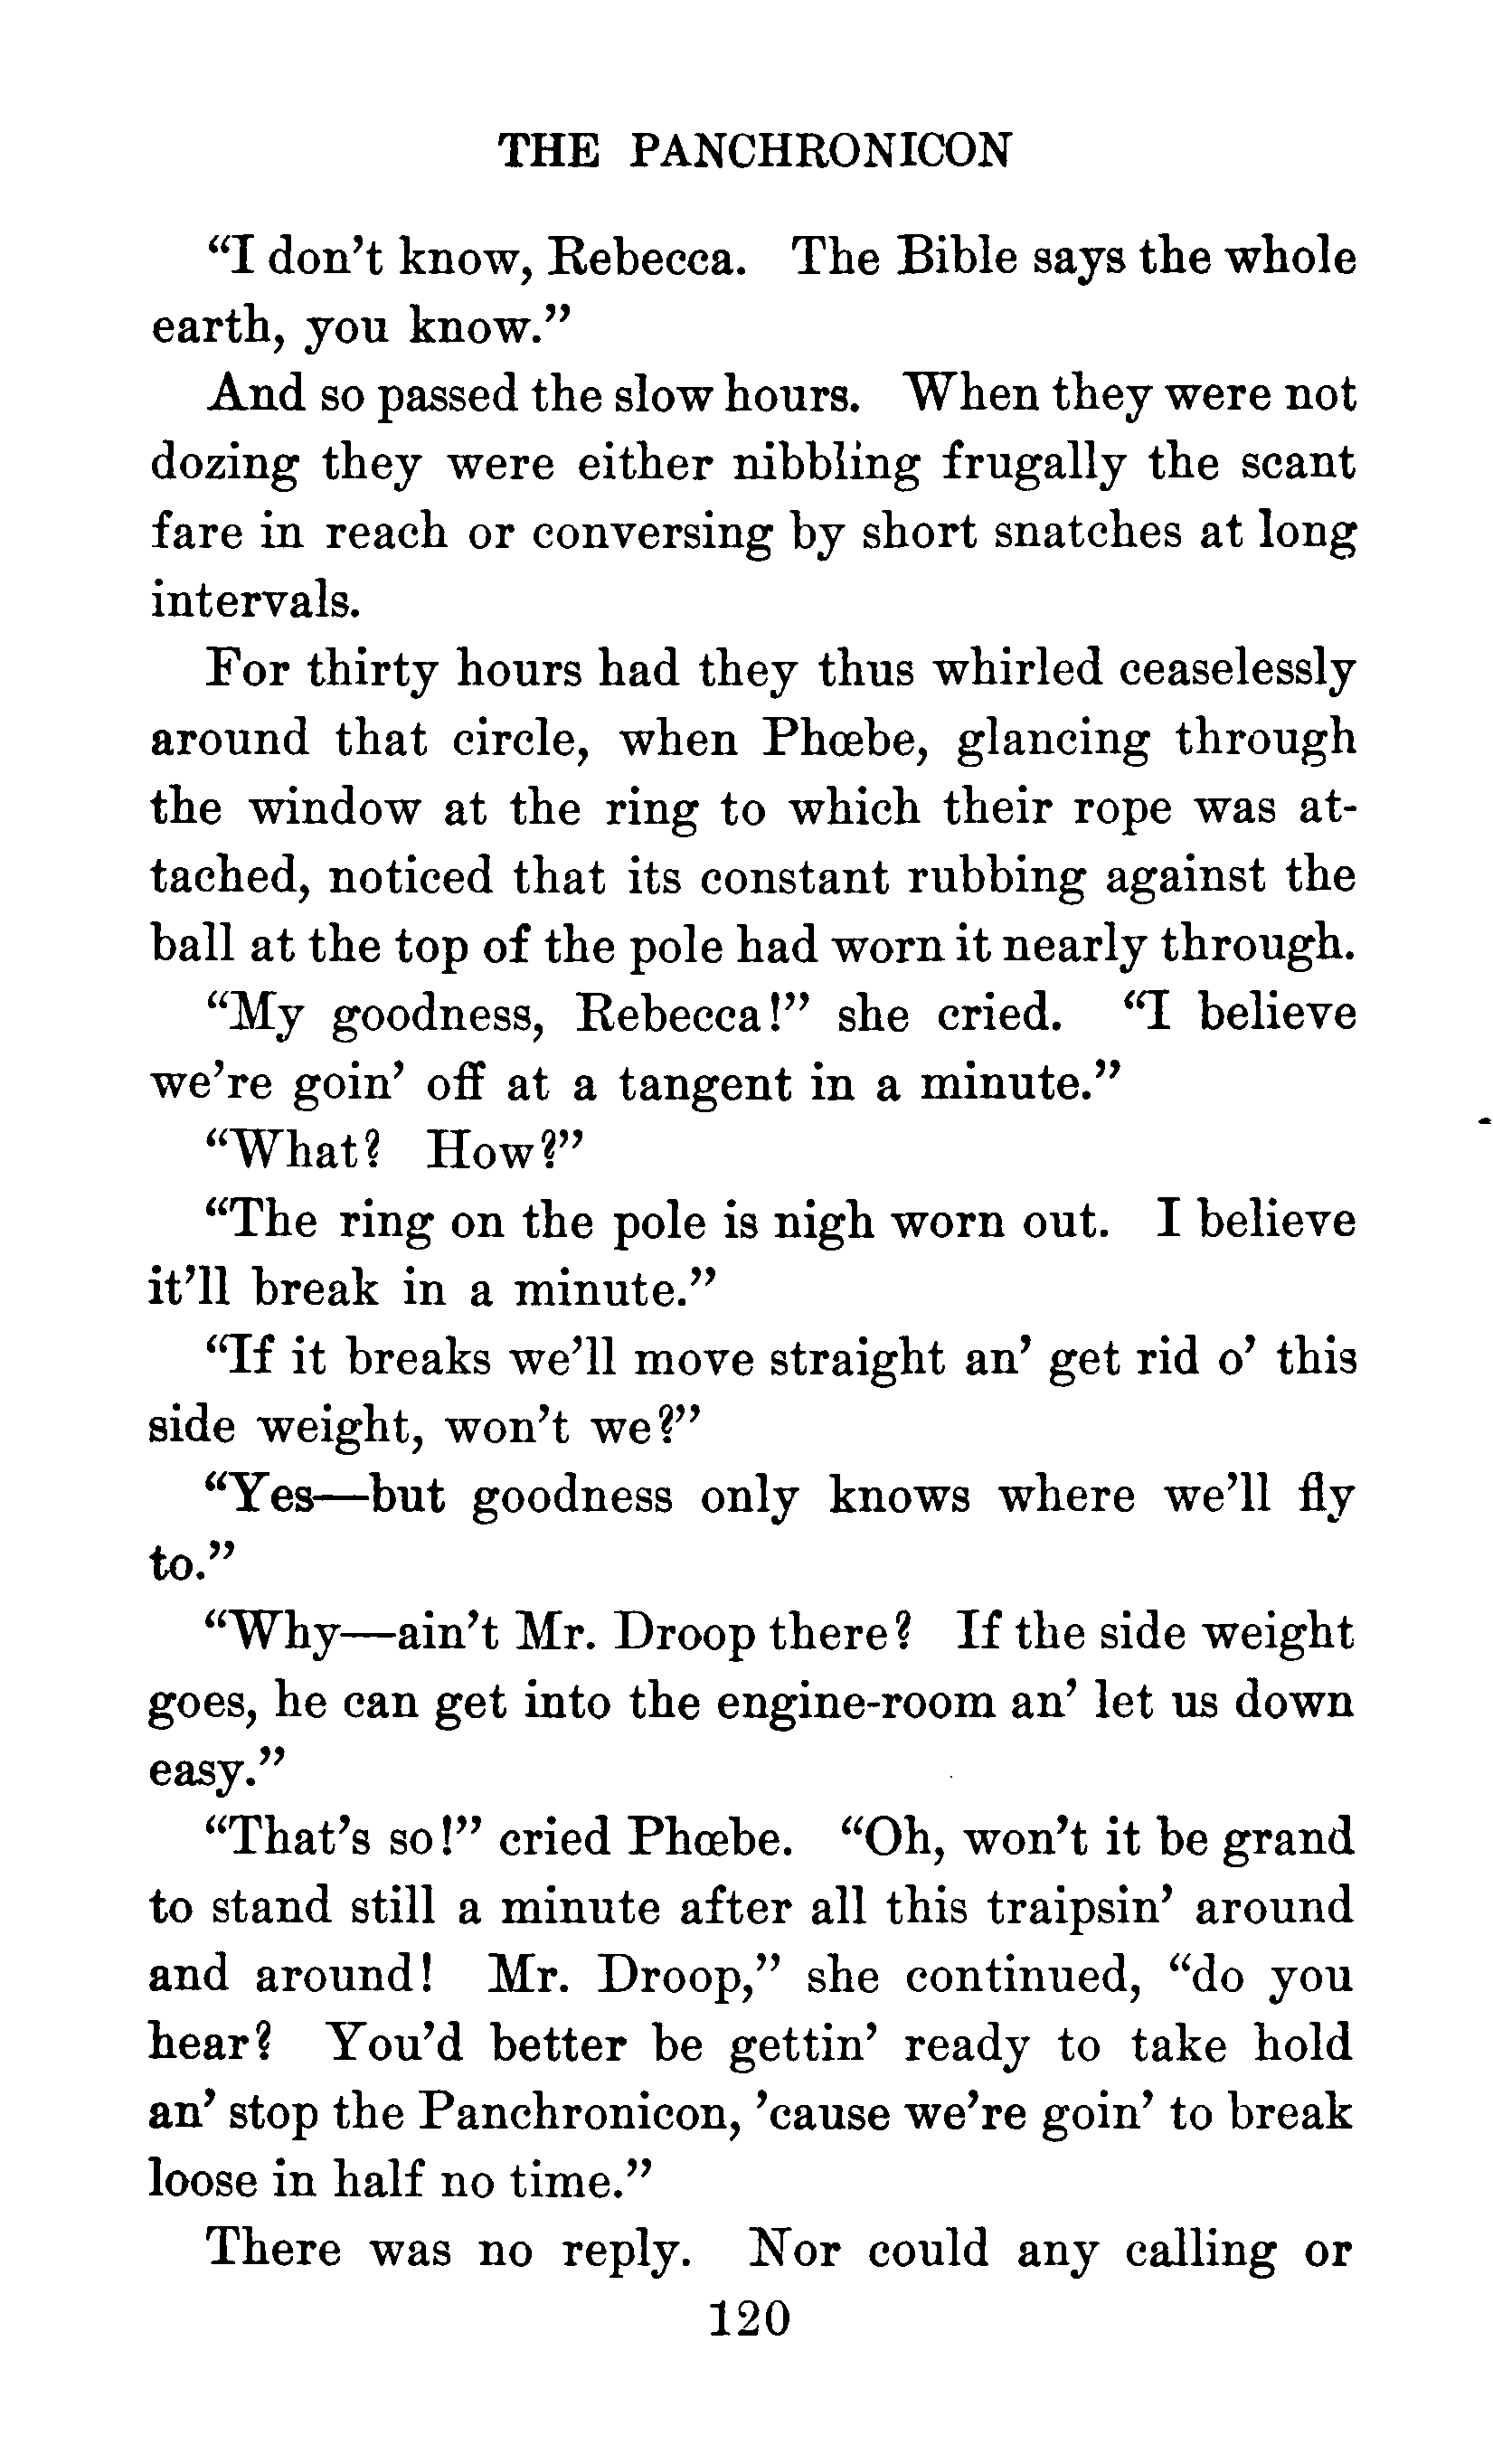 THE PANCHRONICON
“I don’t know, Rebecca. The Bible says the whole
earth, you know.”
And so passed the slow hours. When they were not
dozing they were either nibbling frugally the scant
fare in reach or conversing by short snatches at long
intervals.
For thirty hours had they thus whirled ceaselessly
around that circle, when Phœbe, glancing through
the window at the ring to which their rope was at-
tached, noticed that its constant rubbing against the
ball at the top of the pole had worn it nearly through.
“My goodness, Rebecca!” she cried. “I believe
we’re goin’ off at a tangent in a minute.”
“What? How?”
“The ring on the pole is nigh worn out. I believe
it’ll break in a minute.”
“If it breaks we’ll move straight an’ get rid o’ this
side weight, won’t we?”
“Yes—but goodness only knows where we’ll fly
to.”
“Why—ain’t Mr. Droop there? If the side weight
goes, he can get into the engine-room an’ let us down
easy.”
“That’s so!” cried Phœbe. “Oh, won’t it be grand
to stand still a minute after all this traipsin’ around
and around! Mr. Droop,” she continued, “do you
hear? You’d better be gettin’ ready to take hold
an’ stop the Panchronicon, ’cause we’re goin’ to break
loose in half no time.”
There was no reply. Nor could any calling or
120